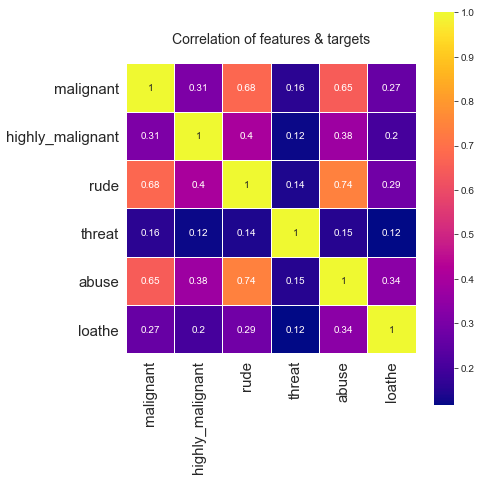 Correlation of features & targets
malignant 1 0.31 0.68 0.16 0.65 0.27
highly_malignant 0.31 1 0.4 0.12 0.38 0.2
rude 0.68 0.4 1 0.14 0.74 0.29
threat 0.16 0.12 0.14 1 0.15 0.12
abuse 0.65 0.38 0.74 0.15 1 0.34
loathe 0.27 0.2 0.29 0.12 0.34 1
malignant
highly_malignant
rude
threat
abuse
loathe
1.0
0.9
0.8
0.7
0.6
0.5
0.4
0.3
0.2